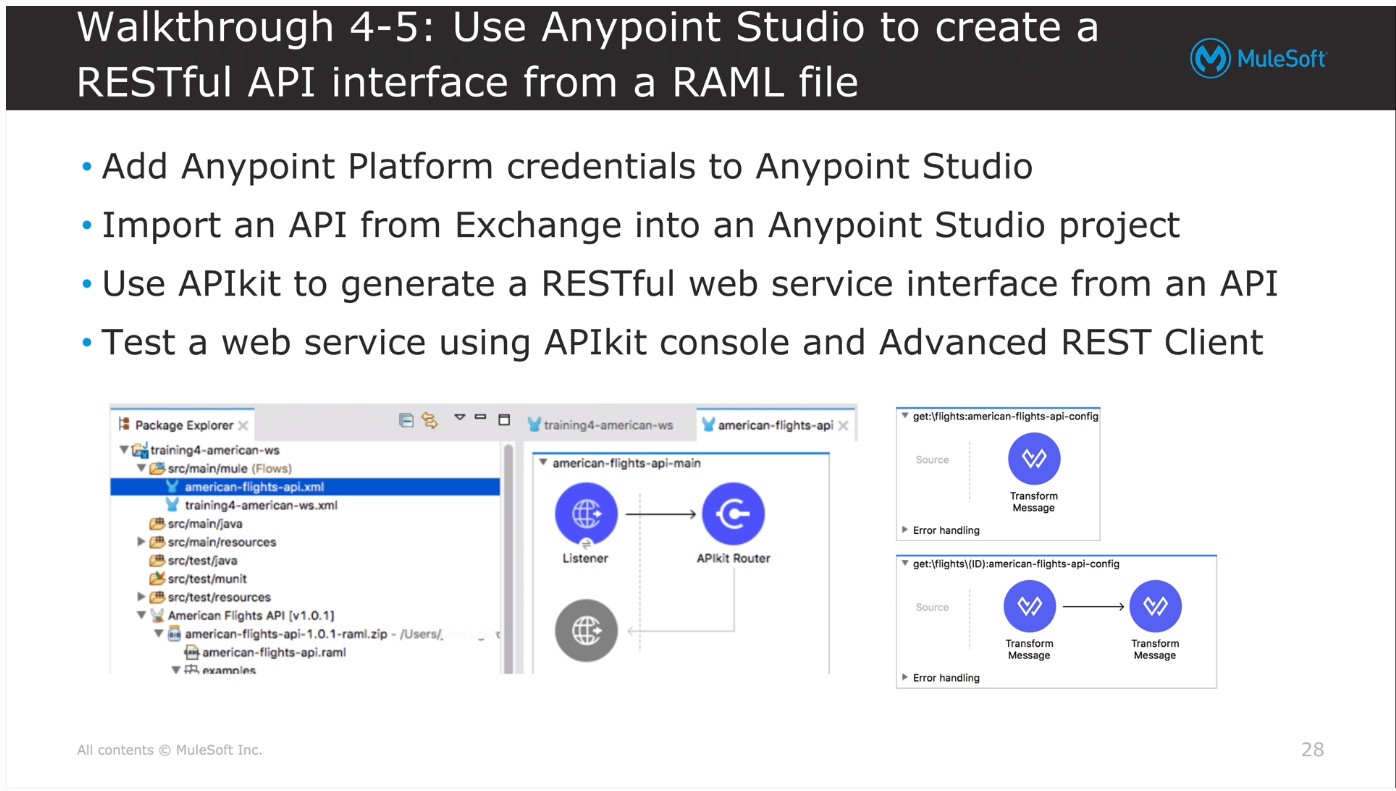 Walkthrough 4-5: Use Anypoint Studio to create a
RESTful API interface from a RAML file
MuleSoft
• Add Anypoint Platform credentials to Anypoint Studio
• Import an API from Exchange into an Anypoint Studio project
• Use APIkit to generate a RESTful web service interface from an API
• Test a web service using APIkit console and Advanced REST Client
Package Explorer
training4-american-ws
src/main/mule (Flows)
american-flights-api.xml
training4-american-ws.xml
src/main/java
src/main/resources
src/test/java
src/test/munit
src/test/resources
American Flights API [v1.0.1]
american-flights-api-1.0.1-raml.zip - /Users/
american-flights-api.raml
examples
training4-american-ws
american-flights-api
american-flights-api-main
Listener
APIkit Router
get:\flights:american-flights-api-config
Source
Transform
Message
Error handling
get:\flights\(ID):american-flights-api-config
Source
Transform
Message
Transform
Message
Error handling
All contents © MuleSoft Inc.
28